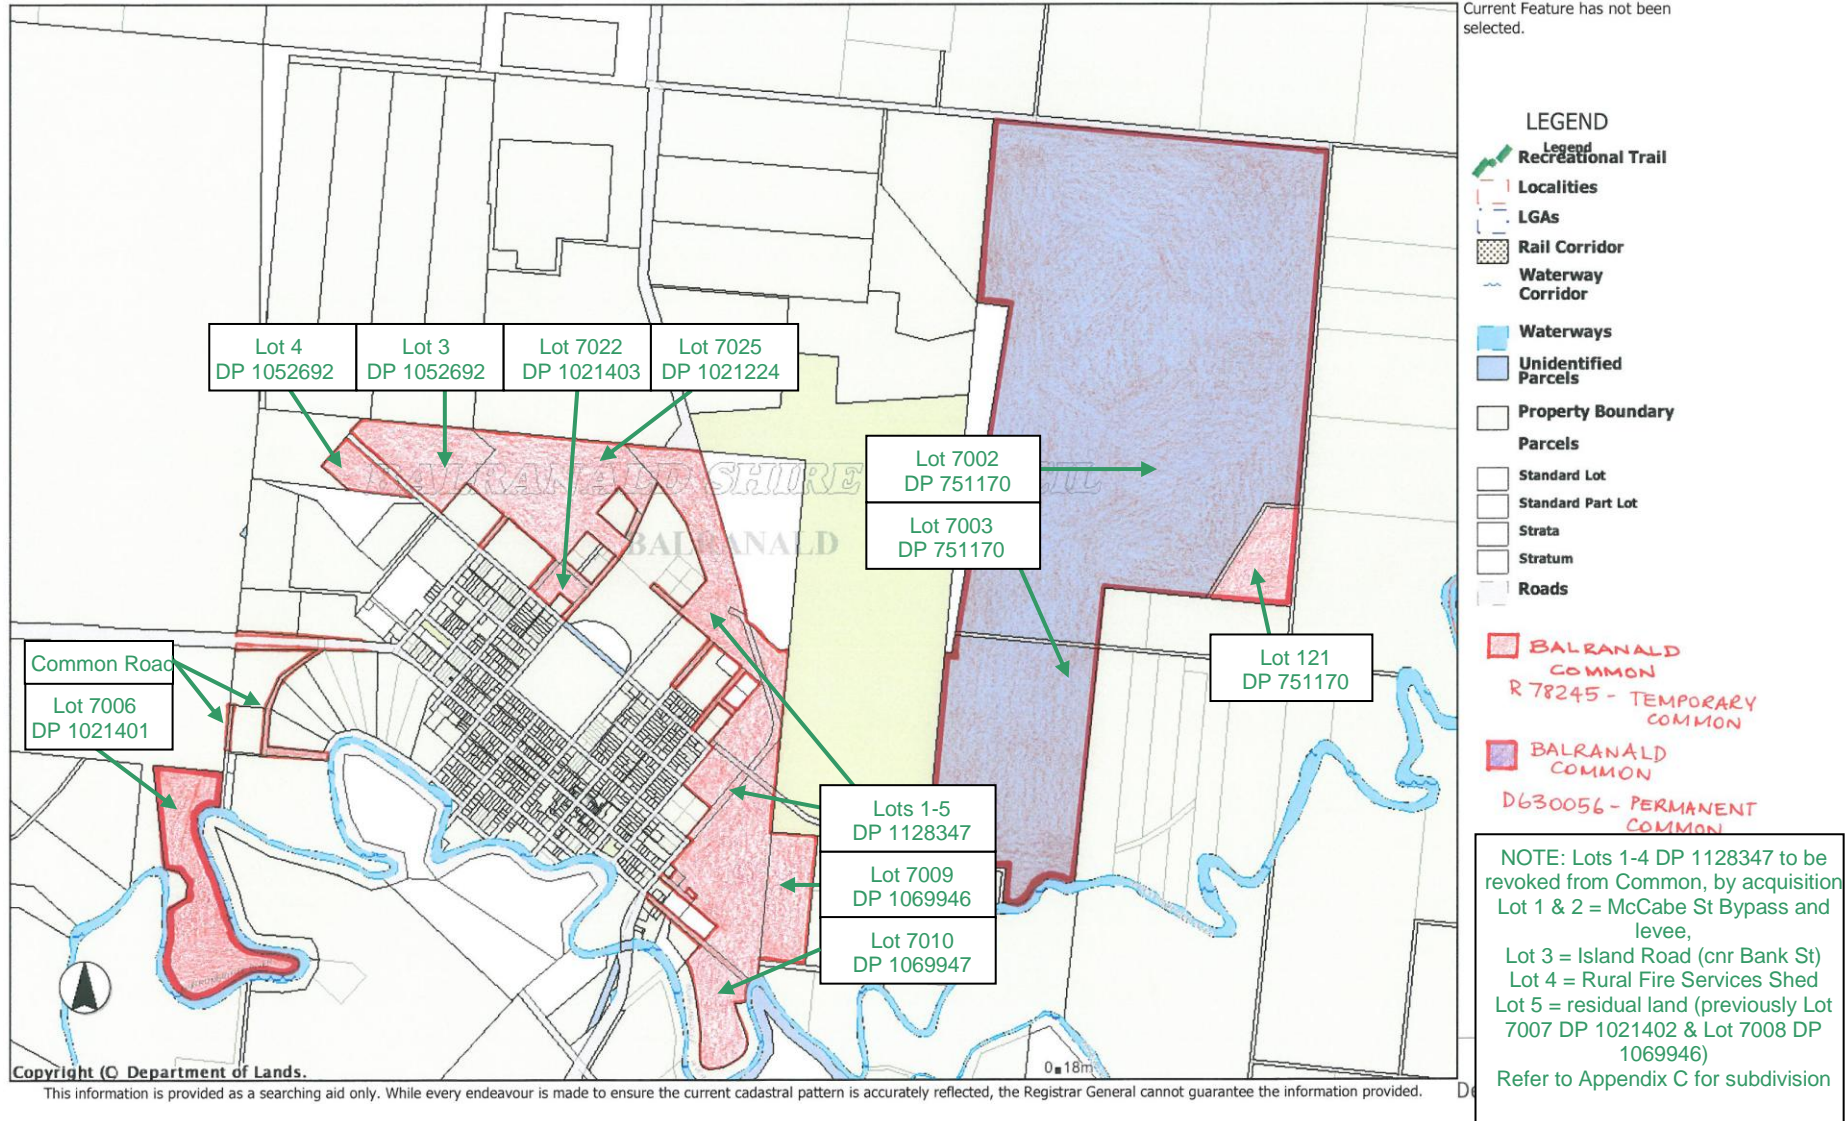 Current Feature has not been
selected.
LEGEND
Legend
Recreational Trail
Localities
LGAs
Rail Corridor
Waterway
Corridor
Waterways
Unidentified
Parcels
Property Boundary
Parcels
Standard Lot
Standard Part Lot
Strata
Stratum
Roads
BALRANALD
COMMON
R 78245 - TEMPORARY
COMMON
BALRANALD
COMMON
D630056 - PERMANENT
COMMON
NOTE: Lots 1-4 DP 1128347 to be
revoked from Common, by acquisition
Lot 1 & 2 = McCabe St Bypass and
levee,
Lot 3 = Island Road (cnr Bank St)
Lot 4 = Rural Fire Services Shed
Lot 5 = residual land (previously Lot
7007 DP 1021402 & Lot 7008 DP
1069946)
Refer to Appendix C for subdivision
Lot 4
DP 1052692
Lot 3
DP 1052692
Lot 7022
DP 1021403
Lot 7025
DP 1021224
BALRANALD SHIRE
BALRANALD
Lot 7002
DP 751170
Lot 7003
DP 751170
Lot 121
DP 751170
Common Road
Lot 7006
DP 1021401
Lots 1-5
DP 1128347
Lot 7009
DP 1069946
Lot 7010
DP 1069947
0 18m
Copyright (C) Department of Lands.
This information is provided as a searching aid only. While every endeavour is made to ensure the current cadastral pattern is accurately reflected, the Registrar General cannot guarantee the information provided.